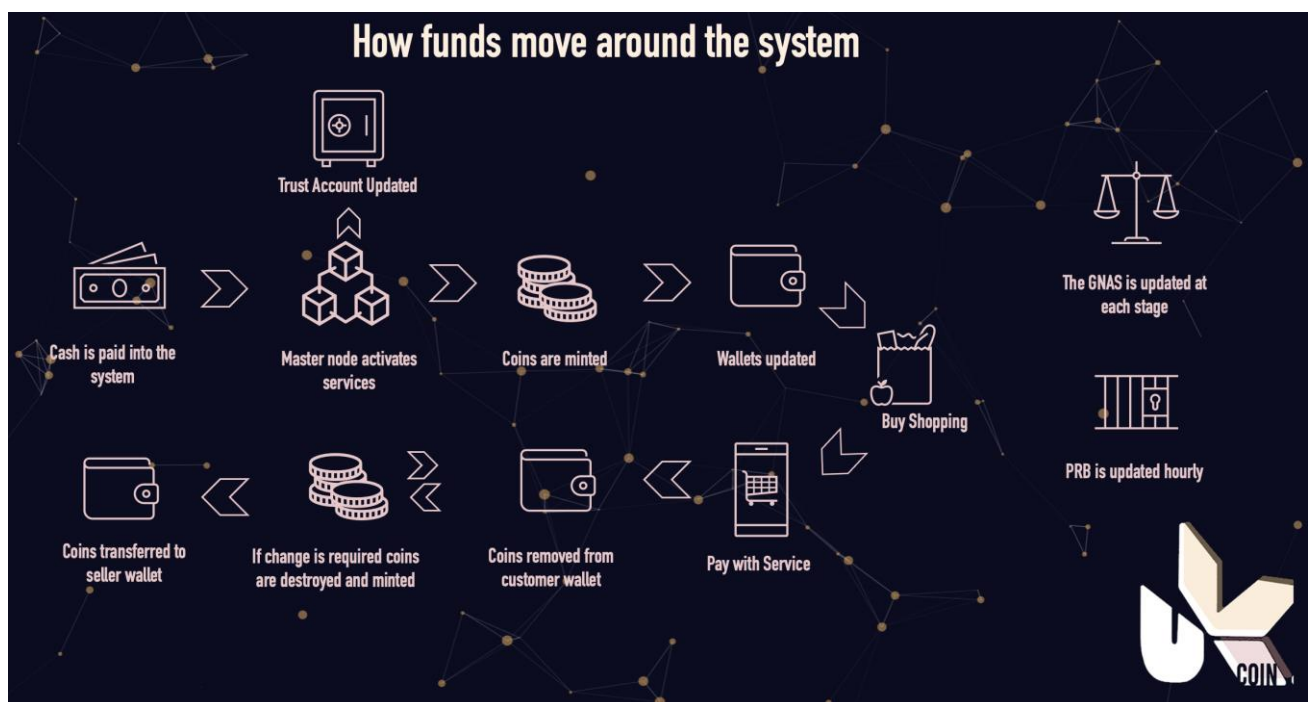 How funds move around the system
Trust Account Updated
Cash is paid into the
system
Master node activates
services
Coins are minted
Wallets updated
Buy Shopping
The GNAS is updated at
each stage
PRB is updated hourly
Coins transferred to
seller wallet
If change is required coins
are destroyed and minted
Coins removed from
customer wallet
Pay with Service
UK
COIN